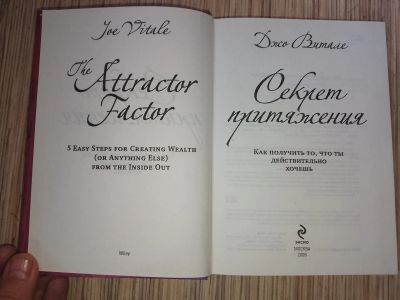 Joe Vitale
The
Attractor
Factor
5 Easy Steps for Creating Wealth
(or Anything Else)
from the Inside Out
Wiley
Джо Витале
Секрет
притяжения
Как получить то, что ты
действительно
хочешь
ЭКСМО
МОСКВА